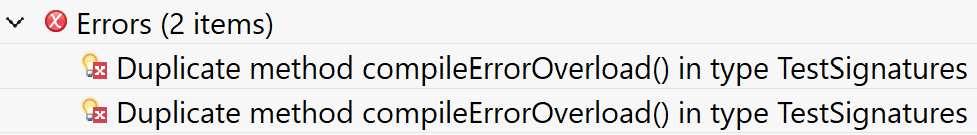 Errors (2 items)
Duplicate method compileErrorOverload() in type TestSignatures
Duplicate method compileErrorOverload() in type TestSignatures